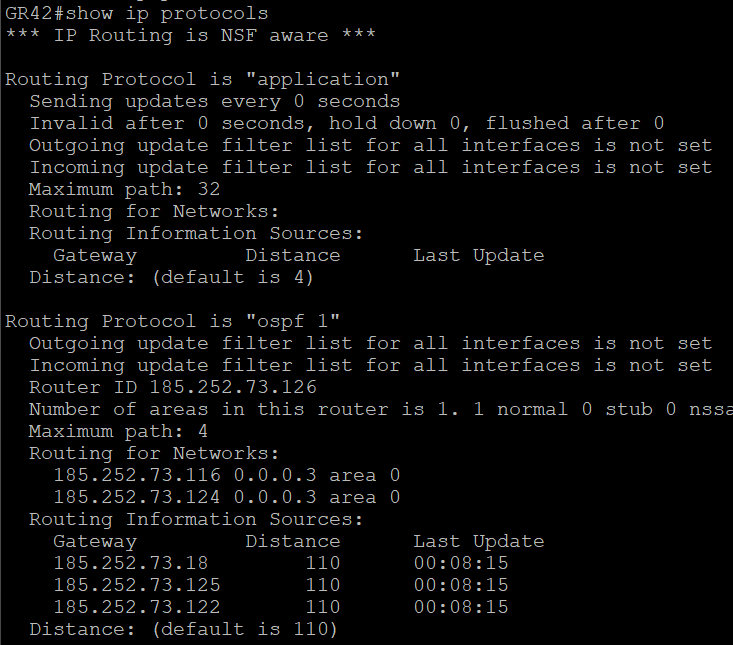 GR42#show ip protocols
*** IP Routing is NSF aware ***
Routing Protocol is "application"
  Sending updates every 0 seconds
  Invalid after 0 seconds, hold down 0, flushed after 0
  Outgoing update filter list for all interfaces is not set
  Incoming update filter list for all interfaces is not set
  Maximum path: 32
  Routing for Networks:
  Routing Information Sources:
    Gateway         Distance      Last Update
  Distance: (default is 4)
Routing Protocol is "ospf 1"
  Outgoing update filter list for all interfaces is not set
  Incoming update filter list for all interfaces is not set
  Router ID 185.252.73.126
  Number of areas in this router is 1. 1 normal 0 stub 0 nssa
  Maximum path: 4
  Routing for Networks:
    185.252.73.116 0.0.0.3 area 0
    185.252.73.124 0.0.0.3 area 0
  Routing Information Sources:
    Gateway         Distance      Last Update
    185.252.73.18        110      00:08:15
    185.252.73.125       110      00:08:15
    185.252.73.122       110      00:08:15
  Distance: (default is 110)